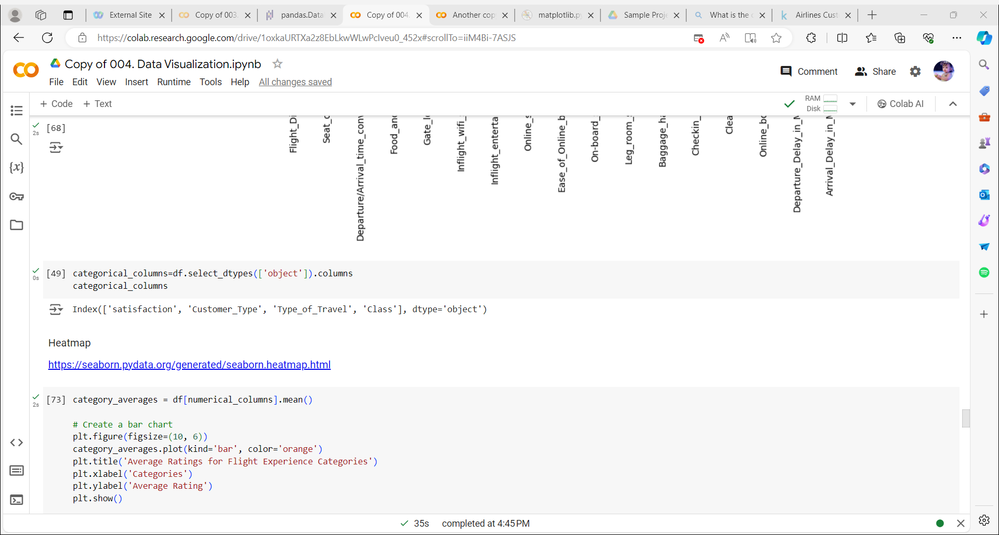 External Site
Copy of 003.
pandas.Data
Copy of 004.
Another cop
matplotlib.p
Sample Proje
What is the
Airlines Cust
https://colab.research.google.com/drive/1oxkaURTXa2z8EbLkwWLwPclveu0_452x#scrollTo=iiM4Bi-7ASJS
Copy of 004. Data Visualization.ipynb
Comment
Share
File Edit View Insert Runtime Tools Help All changes saved
+ Code + Text
RAM
Disk
Colab AI
[68]
2s
Flight_Di
Seat_c
Departure/Arrival_time_conv
Food_and
Gate_lo
Inflight_wifi_
Inflight_enterta
Online_s
Ease_of_Online_b
On-board_
Leg_room_
Baggage_ha
Checkin_
Clea
Online_bo
Departure_Delay_in_M
Arrival_Delay_in_M
[49] categorical_columns=df.select_dtypes(['object']).columns
0s
categorical_columns
Index(['satisfaction', 'Customer_Type', 'Type_of_Travel', 'Class'], dtype='object')
Heatmap
https://seaborn.pydata.org/generated/seaborn.heatmap.html
[73] category_averages = df[numerical_columns].mean()
2s
# Create a bar chart
plt.figure(figsize=(10, 6))
category_averages.plot(kind='bar', color='orange')
plt.title('Average Ratings for Flight Experience Categories')
plt.xlabel('Categories')
plt.ylabel('Average Rating')
plt.show()
35s completed at 4:45 PM